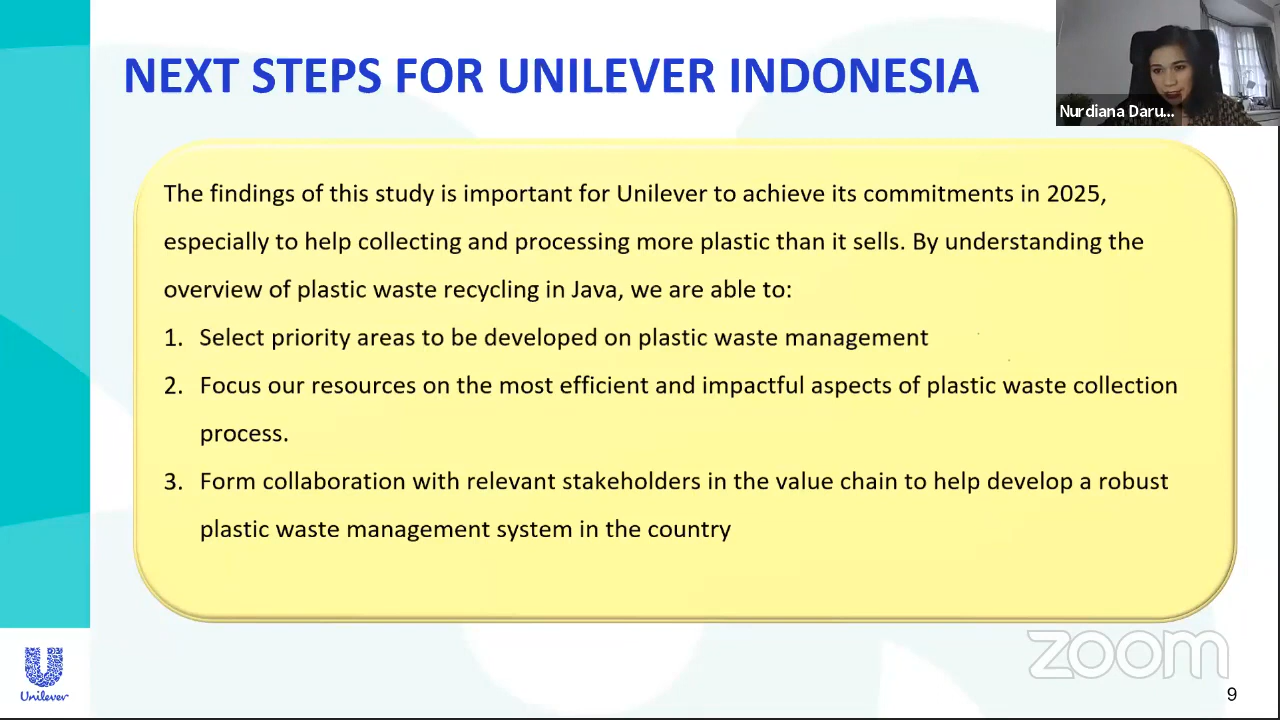 NEXT STEPS FOR UNILEVER INDONESIA
Nurdiana Daru...
The findings of this study is important for Unilever to achieve its commitments in 2025,
especially to help collecting and processing more plastic than it sells. By understanding the
overview of plastic waste recycling in Java, we are able to:
1. Select priority areas to be developed on plastic waste management
2. Focus our resources on the most efficient and impactful aspects of plastic waste collection
process.
3. Form collaboration with relevant stakeholders in the value chain to help develop a robust
plastic waste management system in the country
zoom
Unilever
9